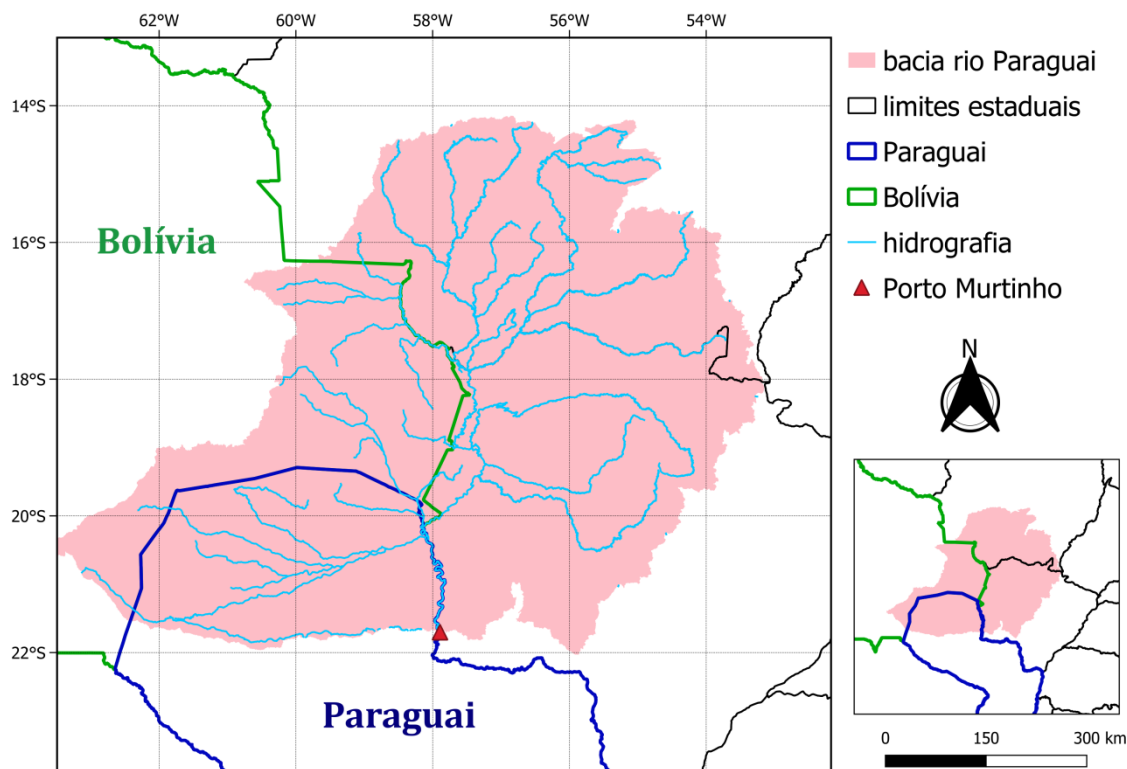 62°W 60°W 58°W 56°W 54°W
14°S
16°S
18°S
20°S
22°S
Bolívia
Paraguai
bacia rio Paraguai
limites estaduais
Paraguai
Bolívia
hidrografia
Porto Murtinho
N
0 150 300 km